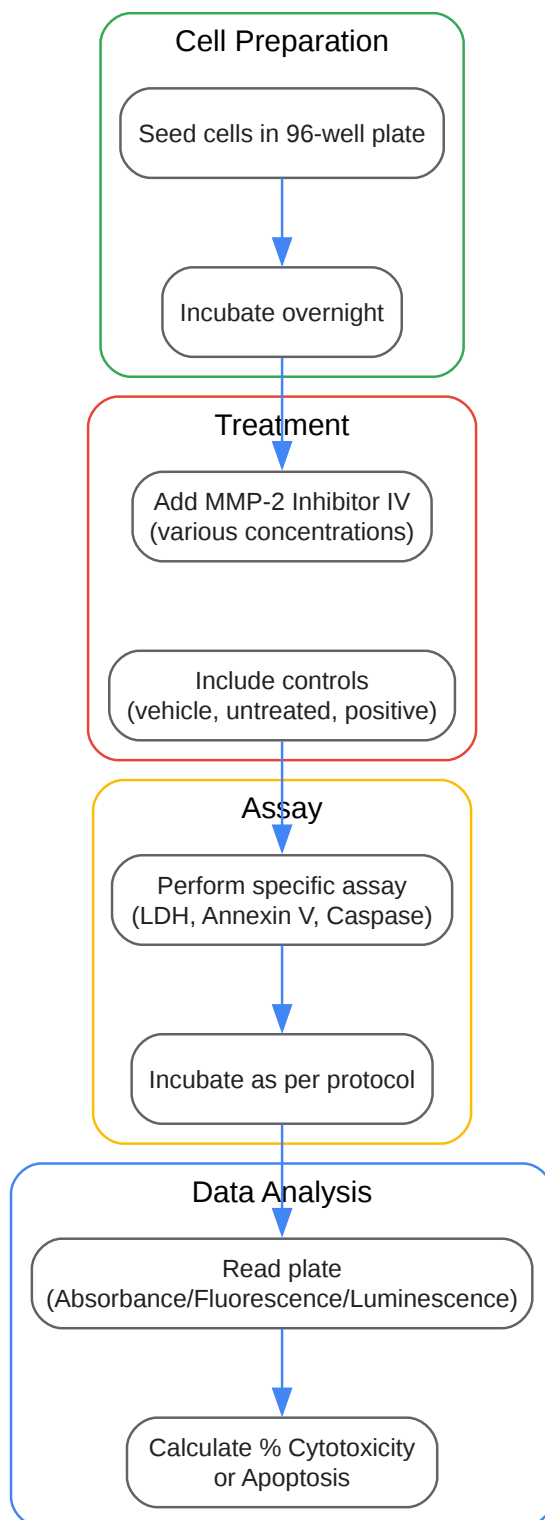 Cell Preparation
Seed cells in 96-well plate
Incubate overnight
Treatment
Add MMP-2 Inhibitor IV
(various concentrations)
Include controls
(vehicle, untreated, positive)
Assay
Perform specific assay
(LDH, Annexin V, Caspase)
Incubate as per protocol
Data Analysis
Read plate
(Absorbance/Fluorescence/Luminescence)
Calculate % Cytotoxicity
or Apoptosis